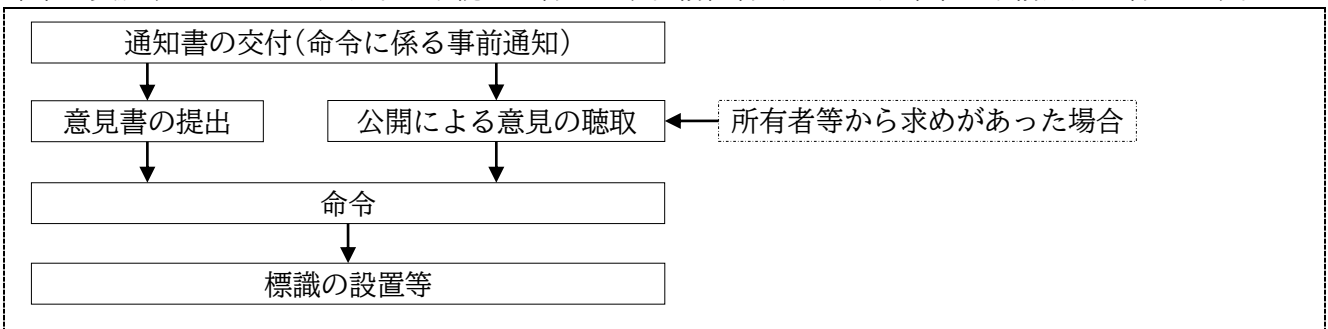 通知書の交付(命令に係る事前通知)
意見書の提出
公開による意見の聴取
所有者等から求めがあった場合
命令
標識の設置等